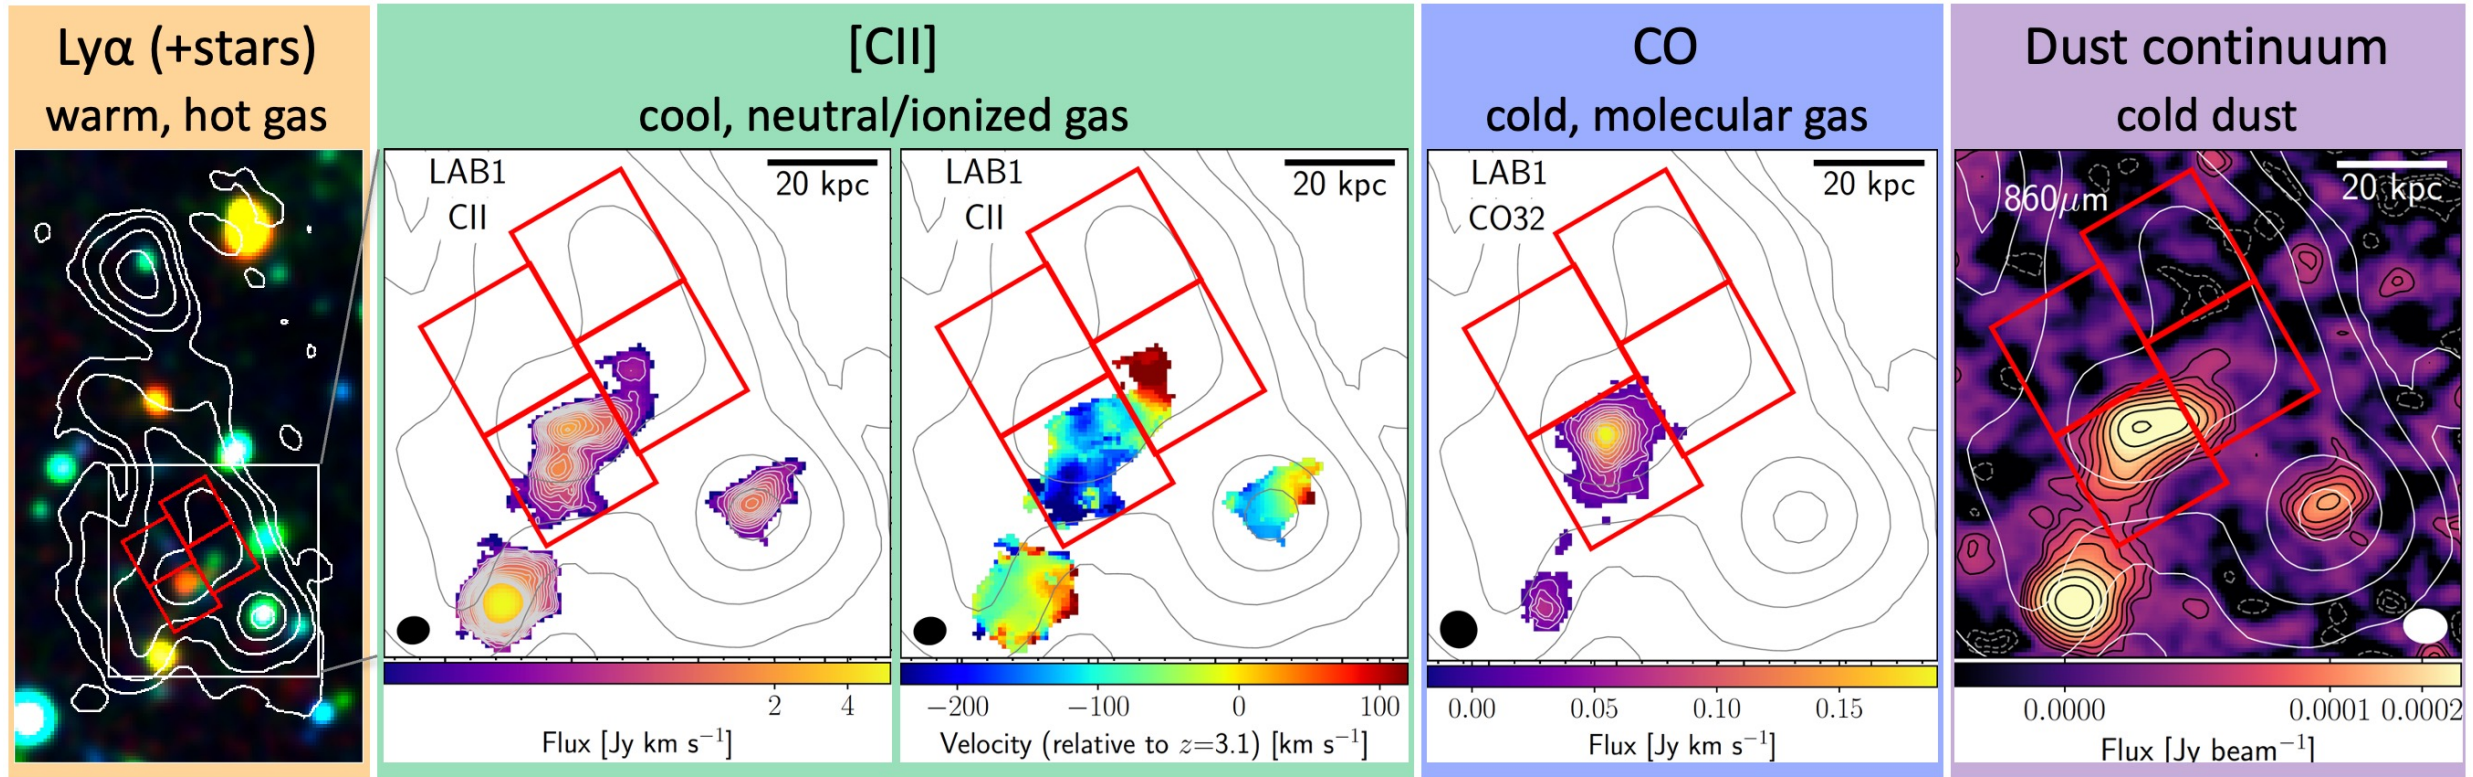 Lyα (+stars)
warm, hot gas
[CII]
cool, neutral/ionized gas
CO
cold, molecular gas
Dust continuum
cold dust
LAB1
CII
20 kpc
2 4
Flux [Jy km s⁻¹]
LAB1
CII
20 kpc
−200 −100 0 100
Velocity (relative to z=3.1) [km s⁻¹]
LAB1
CO32
20 kpc
0.00 0.05 0.10 0.15
Flux [Jy km s⁻¹]
860μm
20 kpc
0.0000 0.0001 0.0002
Flux [Jy beam⁻¹]